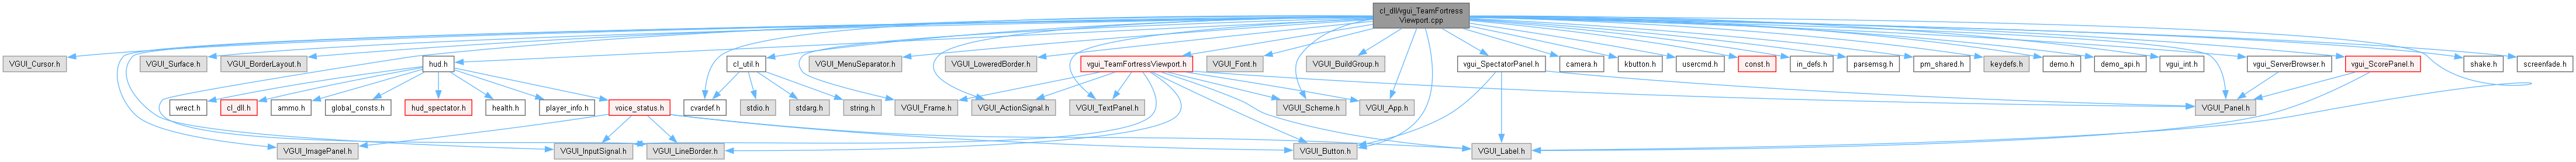 cl_dll/vgui_TeamFortress
Viewport.cpp
VGUI_Cursor.h
VGUI_Surface.h
VGUI_BorderLayout.h
hud.h
cl_util.h
VGUI_MenuSeparator.h
VGUI_LoweredBorder.h
vgui_TeamFortressViewport.h
VGUI_Font.h
VGUI_BuildGroup.h
vgui_SpectatorPanel.h
camera.h
kbutton.h
usercmd.h
const.h
in_defs.h
parsemsg.h
pm_shared.h
keydefs.h
demo.h
demo_api.h
vgui_int.h
vgui_ServerBrowser.h
vgui_ScorePanel.h
shake.h
screenfade.h
wrect.h
cl_dll.h
ammo.h
global_consts.h
hud_spectator.h
health.h
player_info.h
voice_status.h
cvardef.h
stdio.h
stdarg.h
string.h
VGUI_Frame.h
VGUI_ActionSignal.h
VGUI_TextPanel.h
VGUI_Scheme.h
VGUI_App.h
VGUI_Panel.h
VGUI_ImagePanel.h
VGUI_InputSignal.h
VGUI_LineBorder.h
VGUI_Button.h
VGUI_Label.h